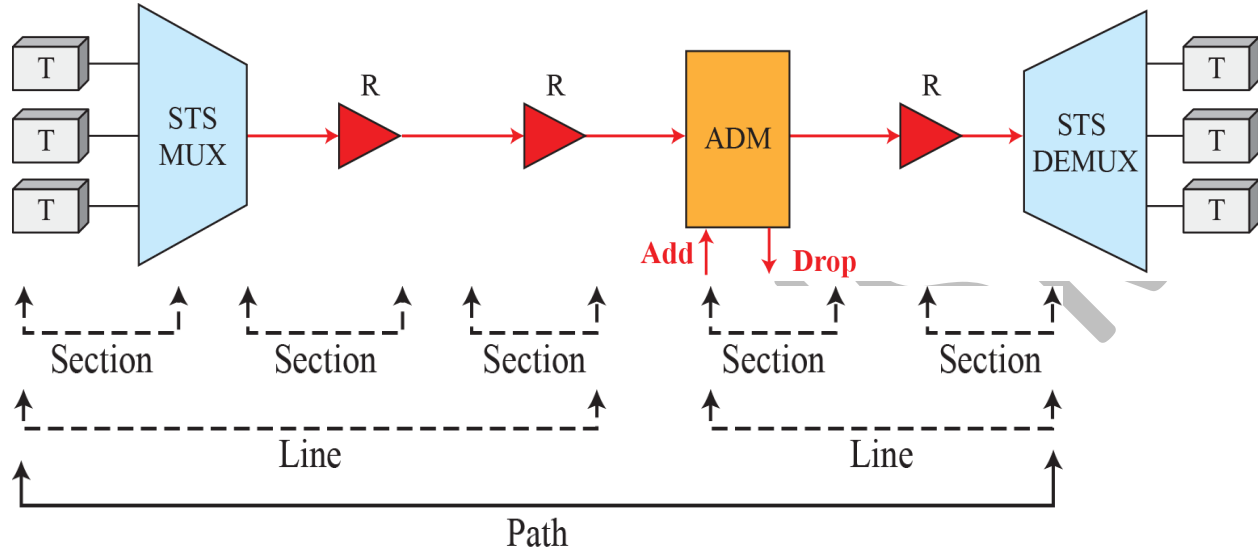 R
R
R
T
T
T
STS
MUX
ADM
STS
DEMUX
T
T
T
Add
Drop
Section
Section
Section
Section
Section
Line
Line
Path